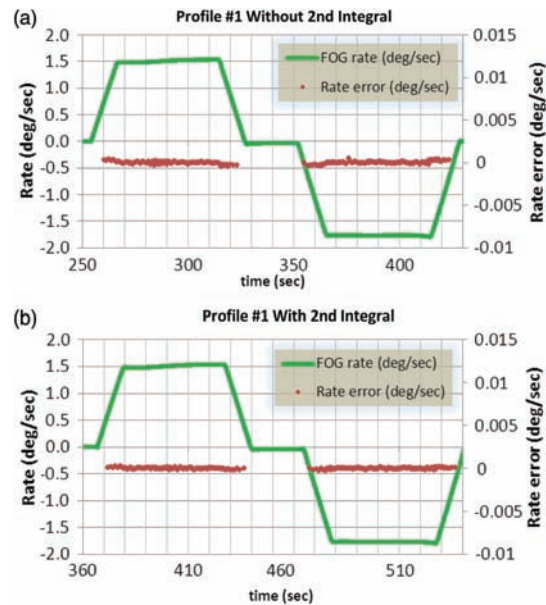 (a)
Profile #1 Without 2nd Integral
2.0
1.5
1.0
0.5
0.0
-0.5
-1.0
-1.5
-2.0
Rate (deg/sec)
FOG rate (deg/sec)
Rate error (deg/sec)
0.015
0.01
0.005
0
-0.005
-0.01
Rate error (deg/sec)
250
300
350
400
time (sec)
(b)
Profile #1 With 2nd Integral
2.0
1.5
1.0
0.5
0.0
-0.5
-1.0
-1.5
-2.0
Rate (deg/sec)
FOG rate (deg/sec)
Rate error (deg/sec)
0.015
0.01
0.005
0
-0.005
-0.01
Rate error (deg/sec)
360
410
460
510
time (sec)